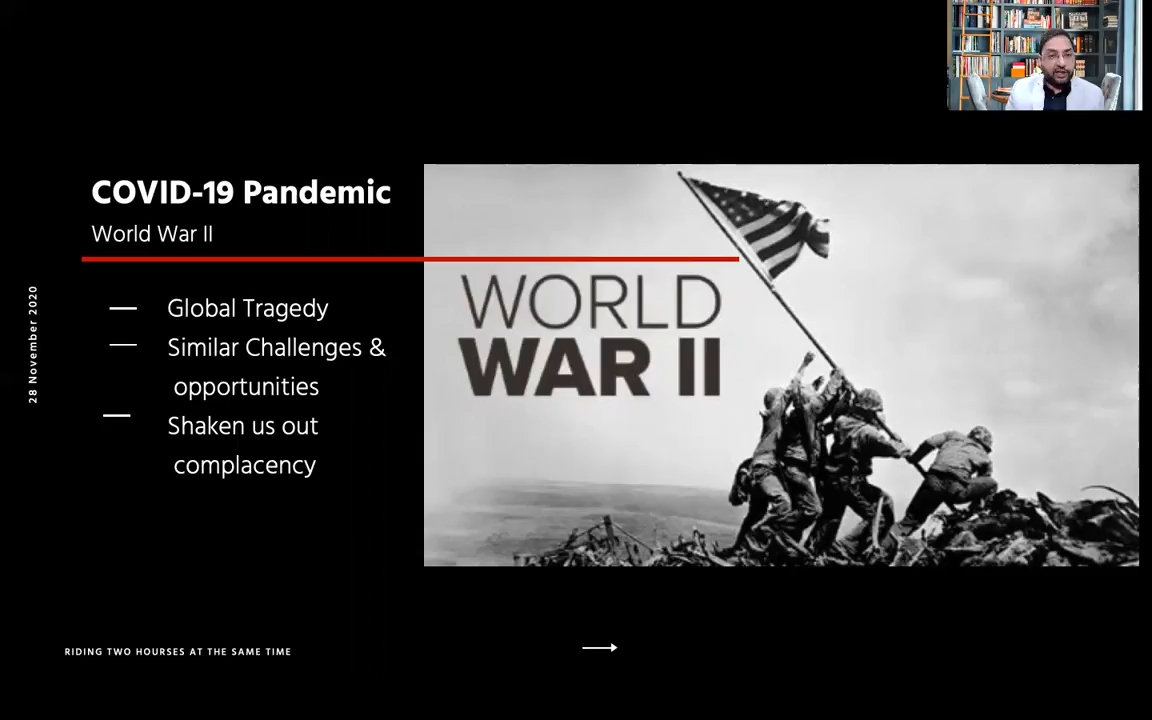 COVID-19 Pandemic
World War II
Global Tragedy
Similar Challenges &
opportunities
Shaken us out
complacency
WORLD
WAR II
28 November 2020
RIDING TWO HOURSES AT THE SAME TIME